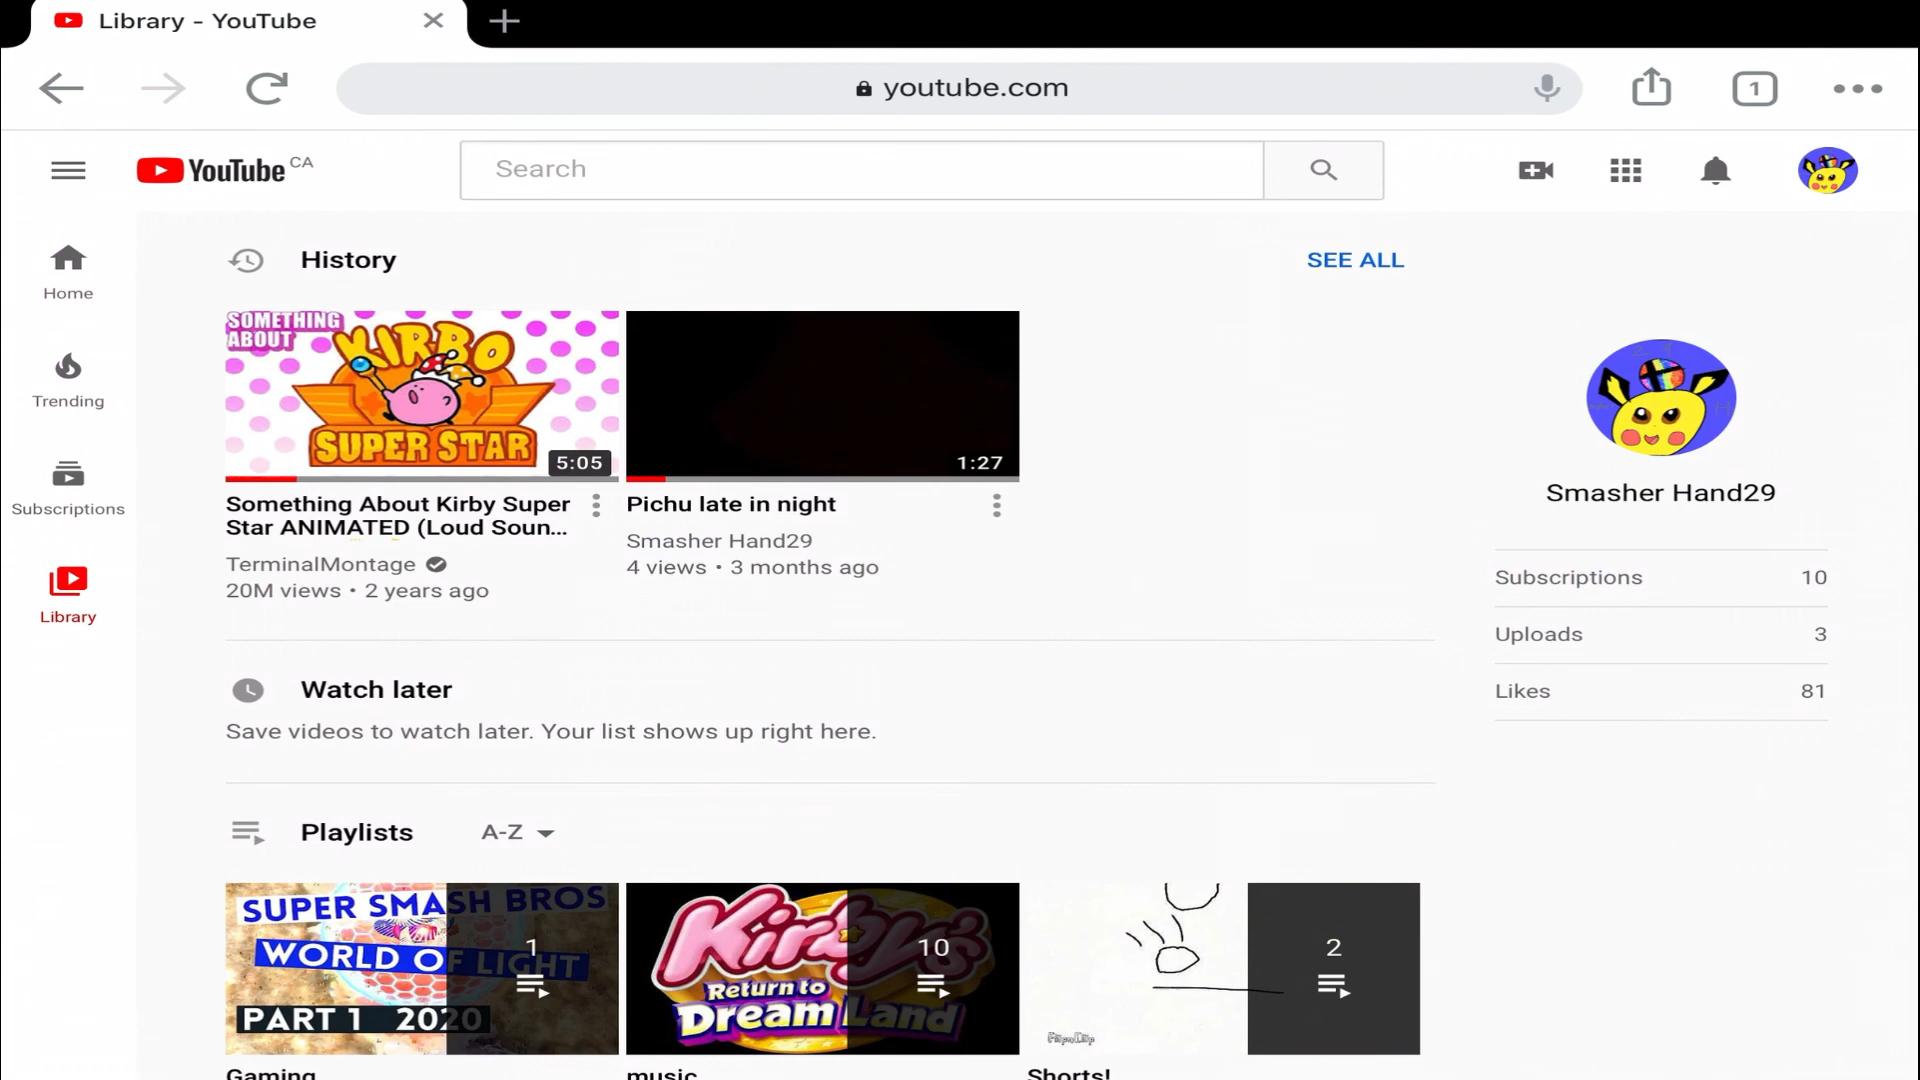 Library - YouTube
youtube.com
1
YouTube CA
Search
Home
Trending
Subscriptions
Library
History
SEE ALL
SOMETHING
ABOUT
KIRBO
SUPER STAR
5:05
1:27
Something About Kirby Super
Star ANIMATED (Loud Soun...
TerminalMontage
20M views • 2 years ago
Pichu late in night
Smasher Hand29
4 views • 3 months ago
Smasher Hand29
Subscriptions 10
Uploads 3
Likes 81
Watch later
Save videos to watch later. Your list shows up right here.
Playlists A-Z
SUPER SMASH BROS
WORLD OF LIGHT
PART 1 2020
1
Kirby's
Return to
Dream Land
10
2
FlipaClip
Gaming
music
Shorts!